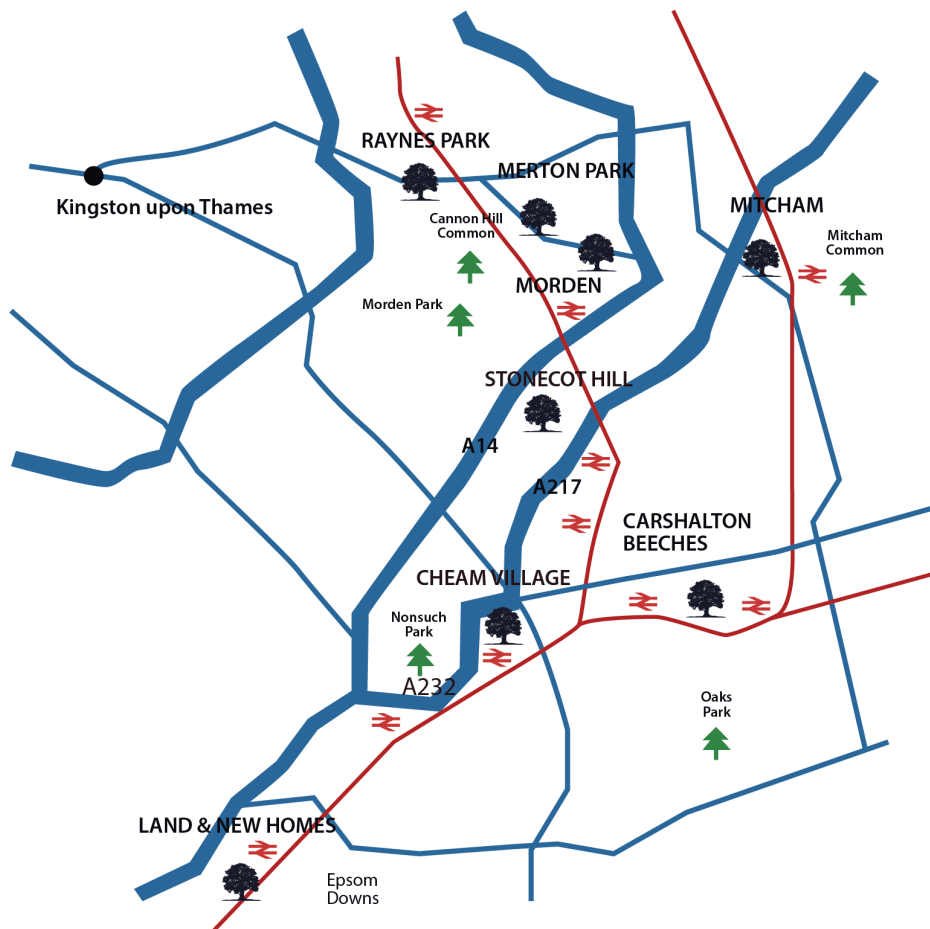 RAYNES PARK
MERTON PARK
Kingston upon Thames
MITCHAM
Cannon Hill
Common
Mitcham
Common
MORDEN
Morden Park
STONECOT HILL
A14
A217
CARSHALTON
BEECHES
CHEAM VILLAGE
Nonsuch
Park
A232
Oaks
Park
LAND & NEW HOMES
Epsom
Downs